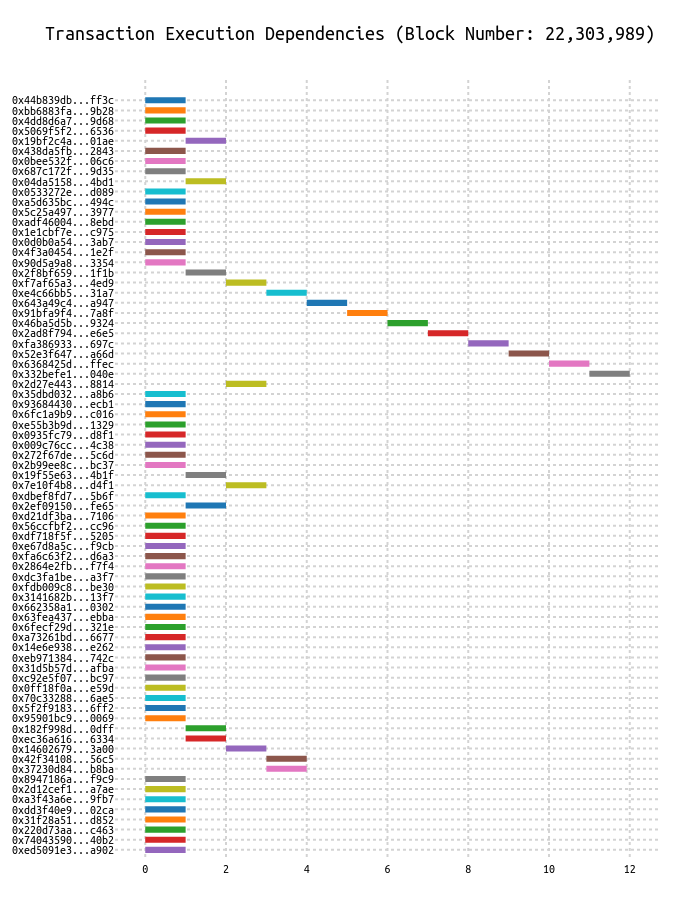 Transaction Execution Dependencies (Block Number: 22,303,989)
0x44b839db...ff3c
0xbb6883fa...9b28
0x4dd8d6a7...9d68
0x5069f5f2...6536
0x19bf2c4a...01ae
0x438da5fb...2843
0x0bee532f...06c6
0x687c172f...9d35
0x04da5158...4bd1
0x0533272e...d089
0xa5d635bc...494c
0x5c25a497...3977
0xadf46004...8ebd
0x1e1cbf7e...c975
0x0d0b0a54...3ab7
0x4f3a0454...1e2f
0x90d5a9a8...3354
0x2f8bf659...1f1b
0xf7af65a3...4ed9
0xe4c66bb5...31a7
0x643a49c4...a947
0x91bfa9f4...7a8f
0x46ba5d5b...9324
0x2ad8f794...e6e5
0xfa386933...697c
0x52e3f647...a66d
0x6368425d...ffec
0x332befe1...040e
0x2d27e443...8814
0x35dbd032...a8b6
0x93684430...ecb1
0x6fc1a9b9...c016
0xe55b3b9d...1329
0x0935fc79...d8f1
0x009c76cc...4c38
0x272f67de...5c6d
0x2b99ee8c...bc37
0x19f55e63...4b1f
0x7e10f4b8...d4f1
0xdbef8fd7...5b6f
0x2ef09150...fe65
0xd21df3ba...7106
0x56ccfbf2...cc96
0xdf718f5f...5205
0xe67d8a5c...f9cb
0xfa6c63f2...d6a3
0x2864e2fb...f7f4
0xdc3fa1be...a3f7
0xfdb009c8...be30
0x3141682b...13f7
0x662358a1...0302
0x63fea437...ebba
0x6fecf29d...321e
0xa73261bd...6677
0x14e6e938...e262
0xeb971384...742c
0x31d5b57d...afba
0xc92e5f07...bc97
0x0ff18f0a...e59d
0x70c33288...6ae5
0x5f2f9183...6ff2
0x95901bc9...0069
0x182f998d...0dff
0xec36a616...6334
0x14602679...3a00
0x42f34108...56c5
0x37230d84...b8ba
0x8947186a...f9c9
0x2d12cef1...a7ae
0xa3f43a6e...9fb7
0xdd3f40e9...02ca
0x31f28a51...d852
0x220d73aa...c463
0x74043590...40b2
0xed5091e3...a902
0 2 4 6 8 10 12